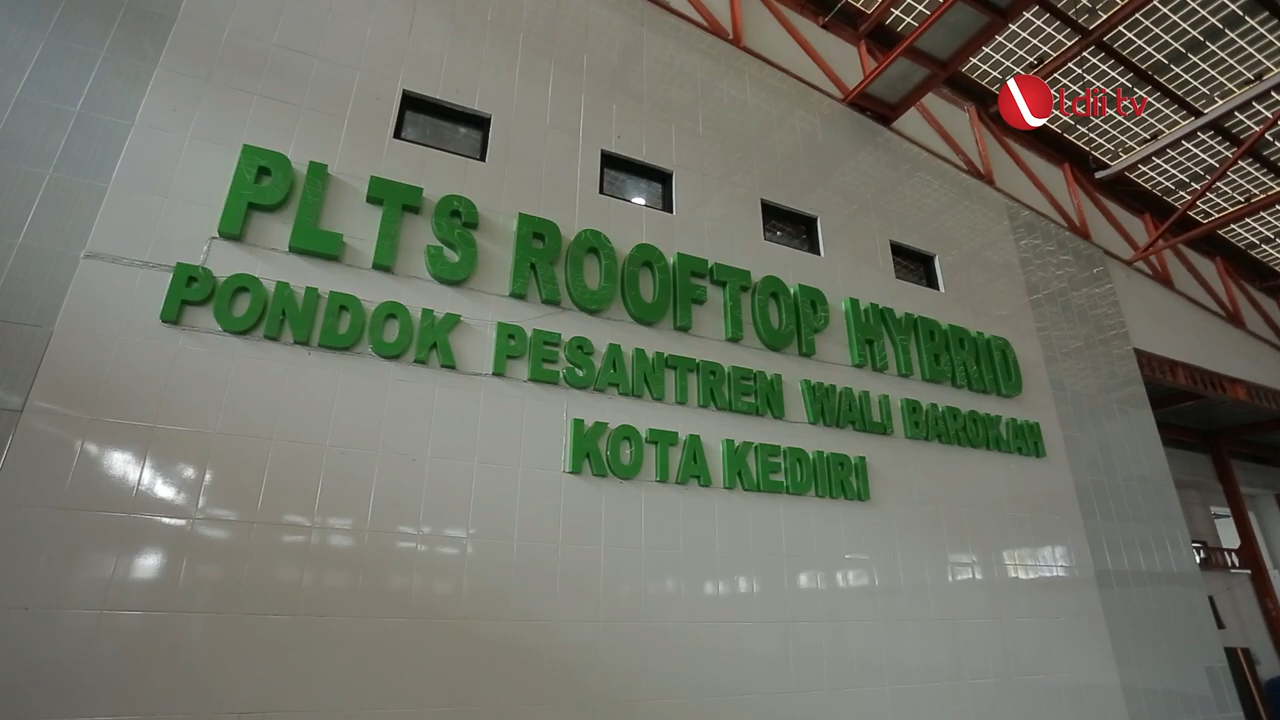 ldii tv
PLTS ROOFTOP HYBRID
PONDOK PESANTREN WALI BAROKAH
KOTA KEDIRI